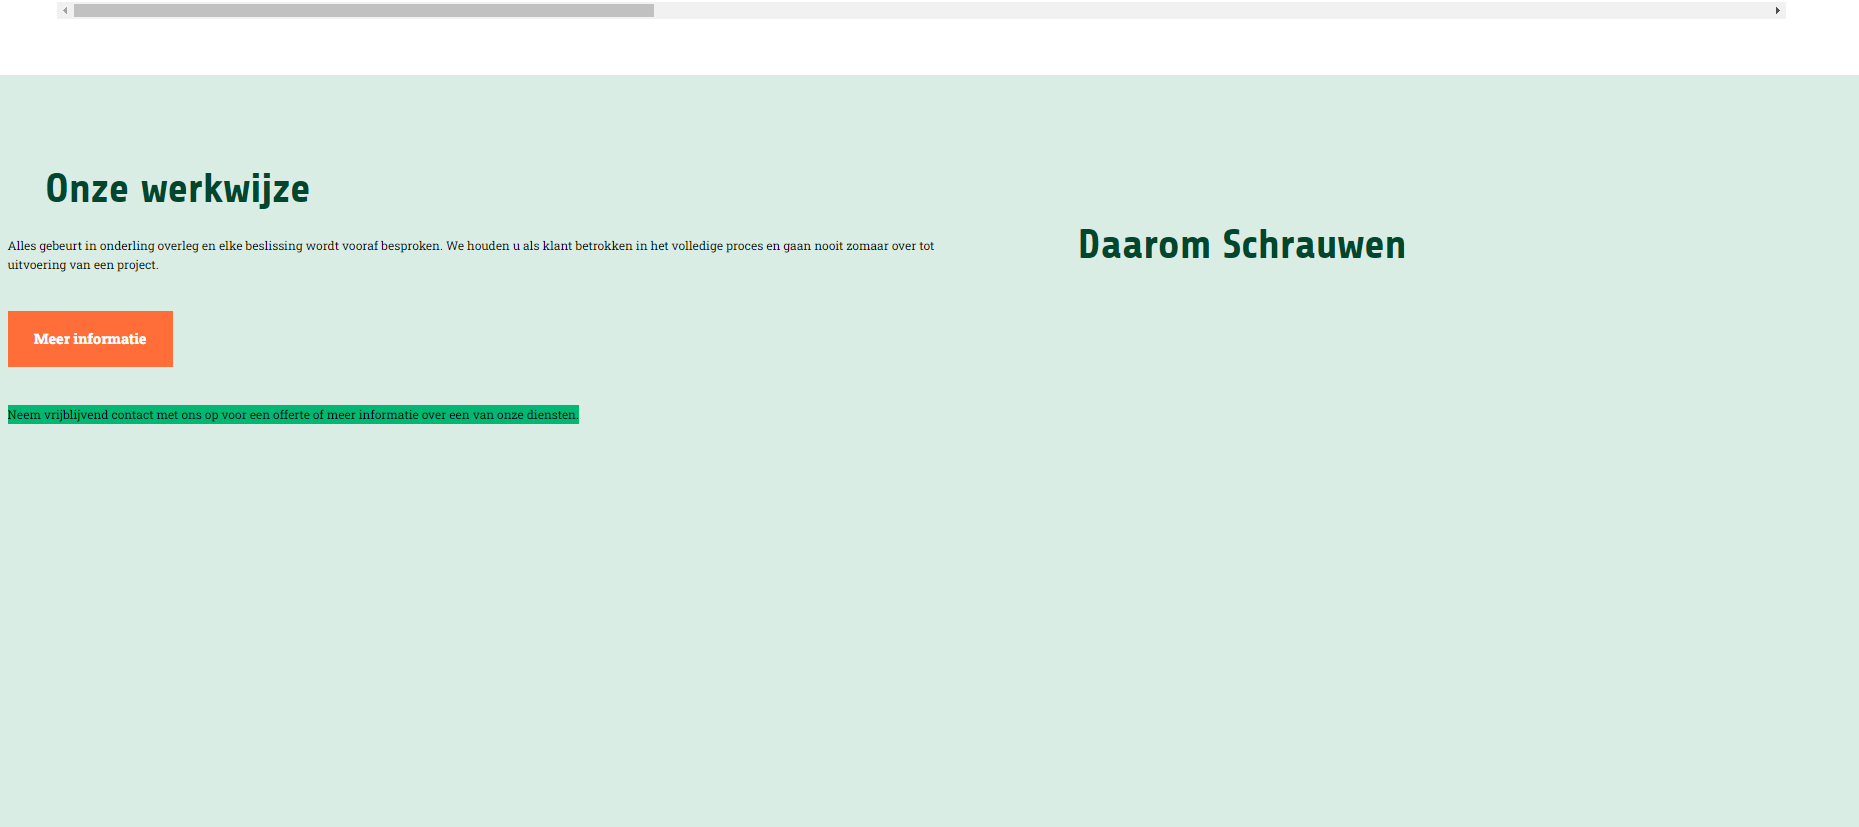 Onze werkwijze
Alles gebeurt in onderling overleg en elke beslissing wordt vooraf besproken. We houden u als klant betrokken in het volledige proces en gaan nooit zomaar over tot
uitvoering van een project.
Meer informatie
Neem vrijblijvend contact met ons op voor een offerte of meer informatie over een van onze diensten.
Daarom Schrauwen